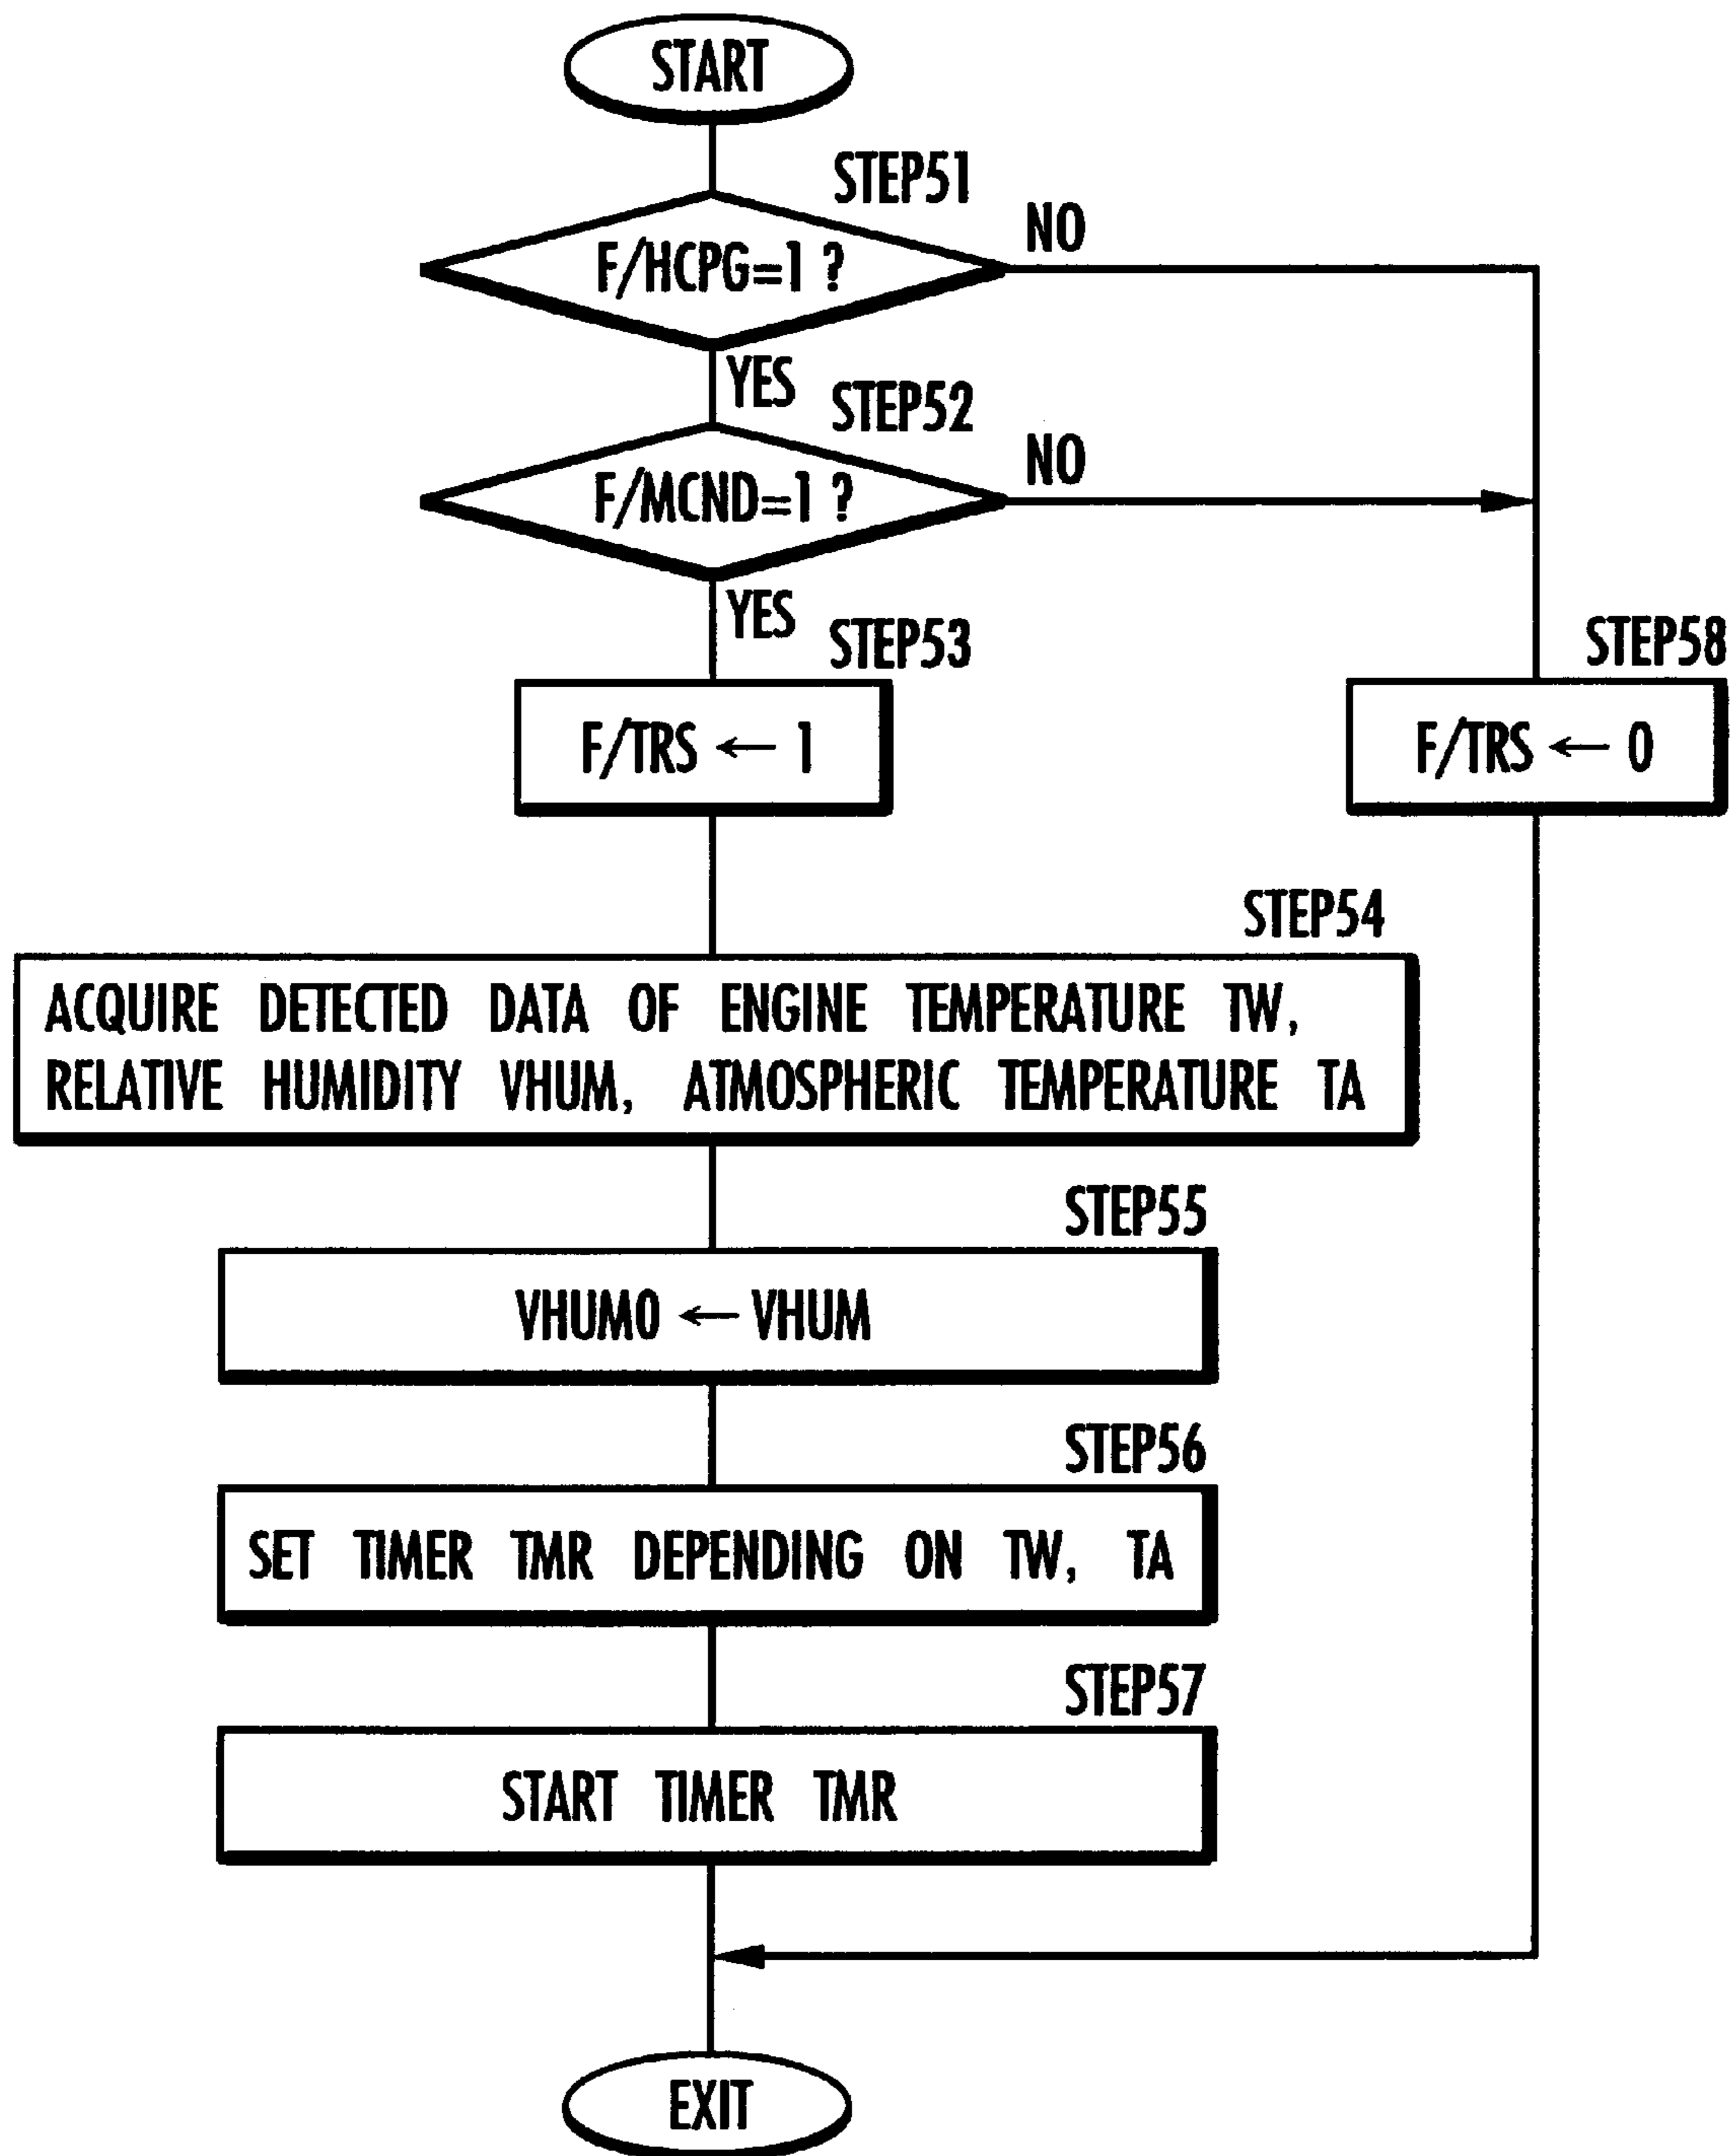 START
STEP51
F/HCPG=1 ?
NO
YES
STEP52
F/MCND=1 ?
NO
YES
STEP53
F/TRS ← 1
STEP58
F/TRS ← 0
STEP54
ACQUIRE DETECTED DATA OF ENGINE TEMPERATURE TW,
RELATIVE HUMIDITY VHUM, ATMOSPHERIC TEMPERATURE TA
STEP55
VHUM0 ← VHUM
STEP56
SET TIMER TMR DEPENDING ON TW, TA
STEP57
START TIMER TMR
EXIT